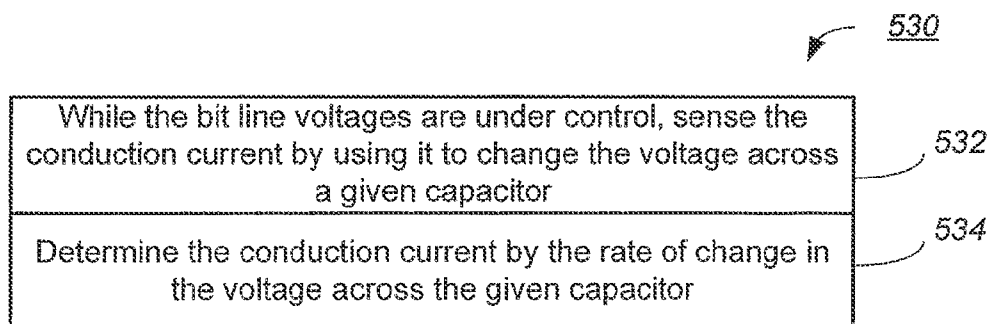 530
While the bit line voltages are under control, sense the
conduction current by using it to change the voltage across
a given capacitor
532
Determine the conduction current by the rate of change in
the voltage across the given capacitor
534